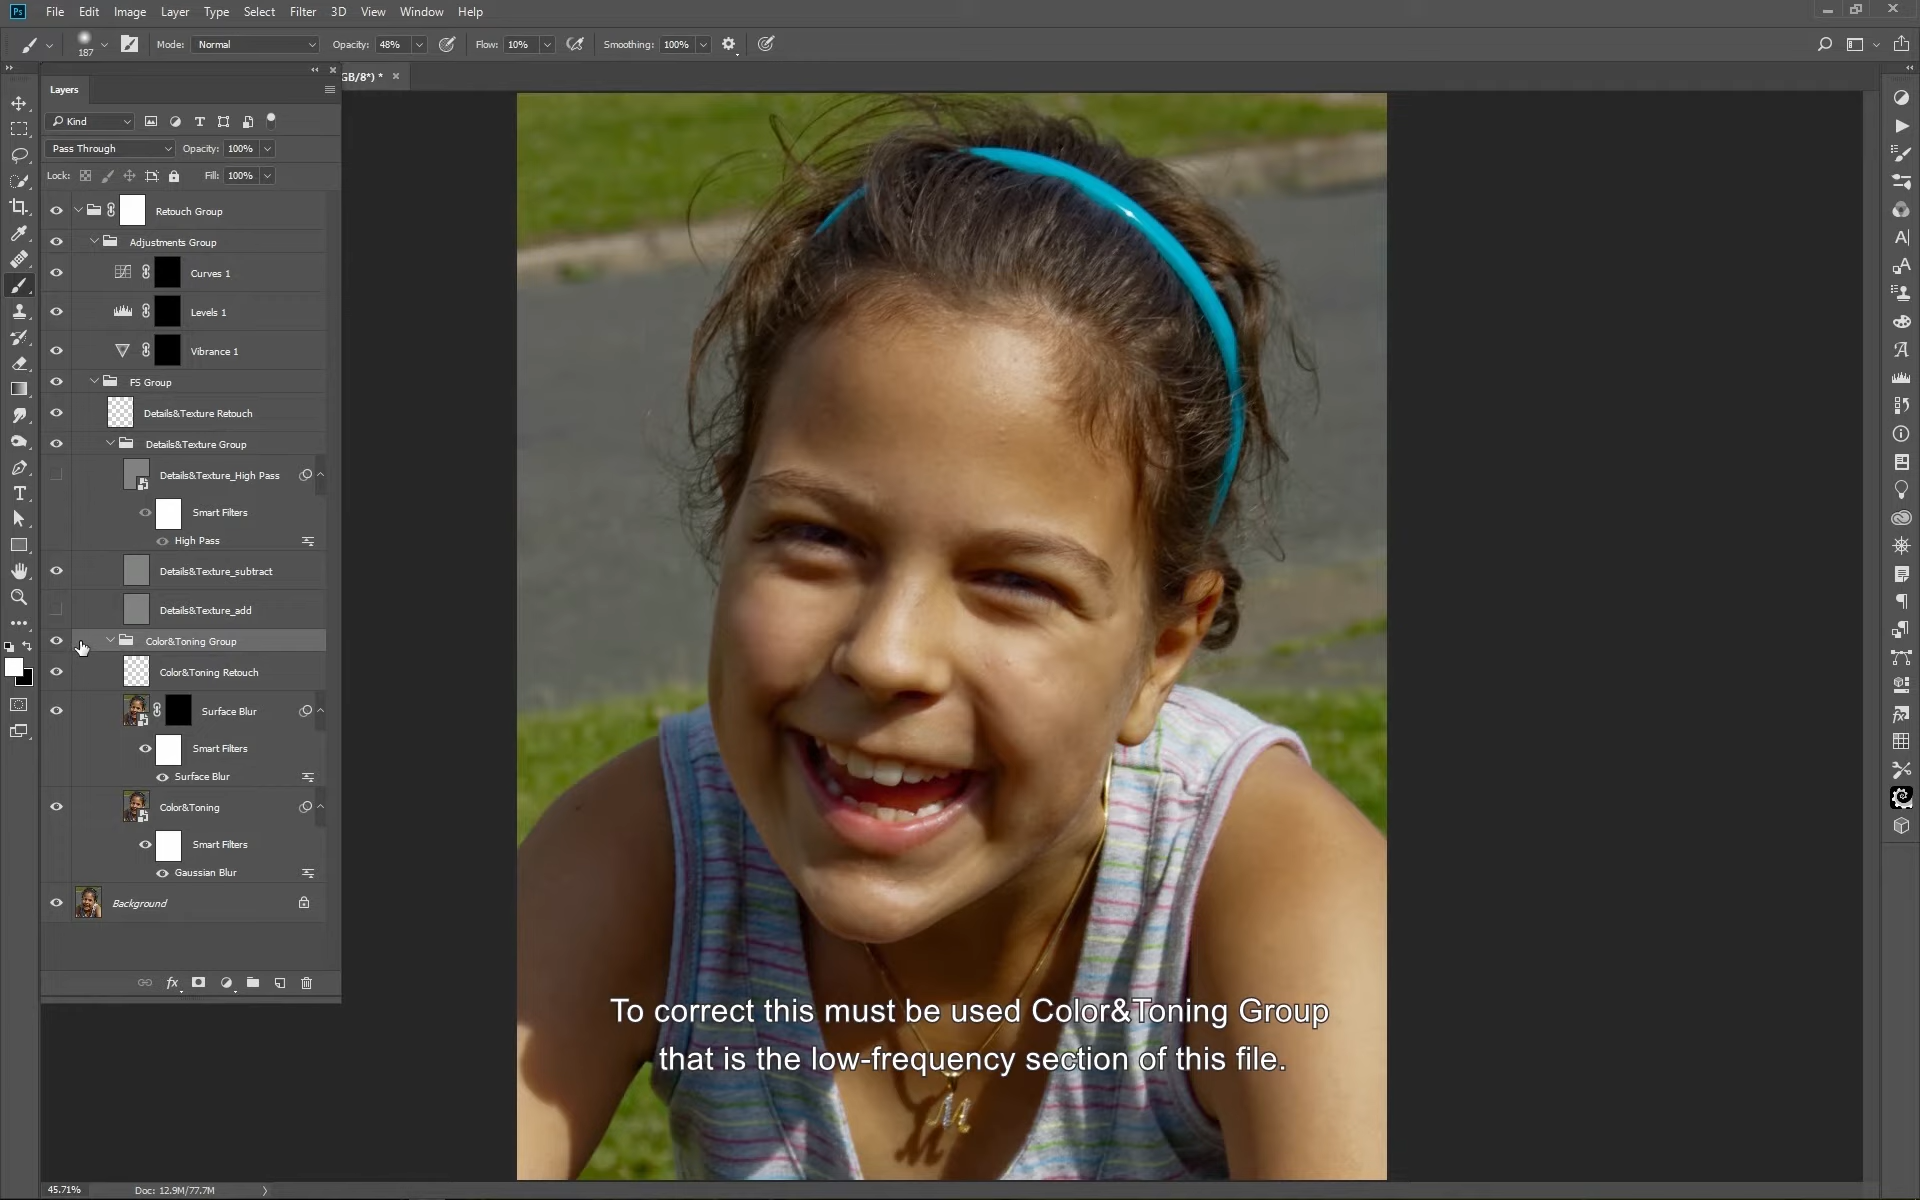 Ps File Edit Image Layer Type Select Filter 3D View Window Help
187 Mode: Normal Opacity: 48% Flow: 10% Smoothing: 100%
GB/8*) *
Layers
Kind
Pass Through Opacity: 100%
Lock: Fill: 100%
Retouch Group
Adjustments Group
Curves 1
Levels 1
Vibrance 1
FS Group
Details&Texture Retouch
Details&Texture Group
Details&Texture_High Pass
Smart Filters
High Pass
Details&Texture_subtract
Details&Texture_add
Color&Toning Group
Color&Toning Retouch
Surface Blur
Smart Filters
Surface Blur
Color&Toning
Smart Filters
Gaussian Blur
Background
fx
To correct this must be used Color&Toning Group
that is the low-frequency section of this file.
M
45.71% Doc: 12.9M/77.7M